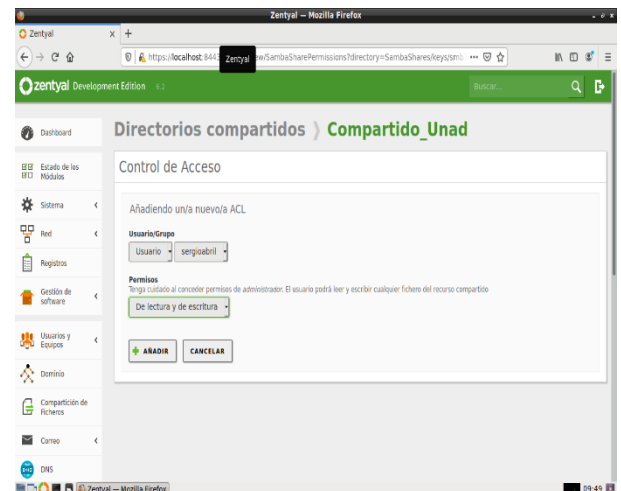 Zentyal — Mozilla Firefox
Zentyal
https://localhost:8443 ew/SambaSharePermissions?directory=SambaShares/keys/smb
Zentyal
zentyal Development Edition 6.2
Buscar...
Directorios compartidos Compartido_Unad
Control de Acceso
Añadiendo un/a nuevo/a ACL
Usuario/Grupo
Usuario sergioabril
Permisos
Tenga cuidado al conceder permisos de administrador. El usuario podrá leer y escribir cualquier fichero del recurso compartido
De lectura y de escritura
AÑADIR CANCELAR
Dashboard
Estado de los
Módulos
Sistema
Red
Registros
Gestión de
software
Usuarios y
Equipos
Dominio
Compartición de
Ficheros
Correo
DNS
Zentyal — Mozilla Firefox
09:49